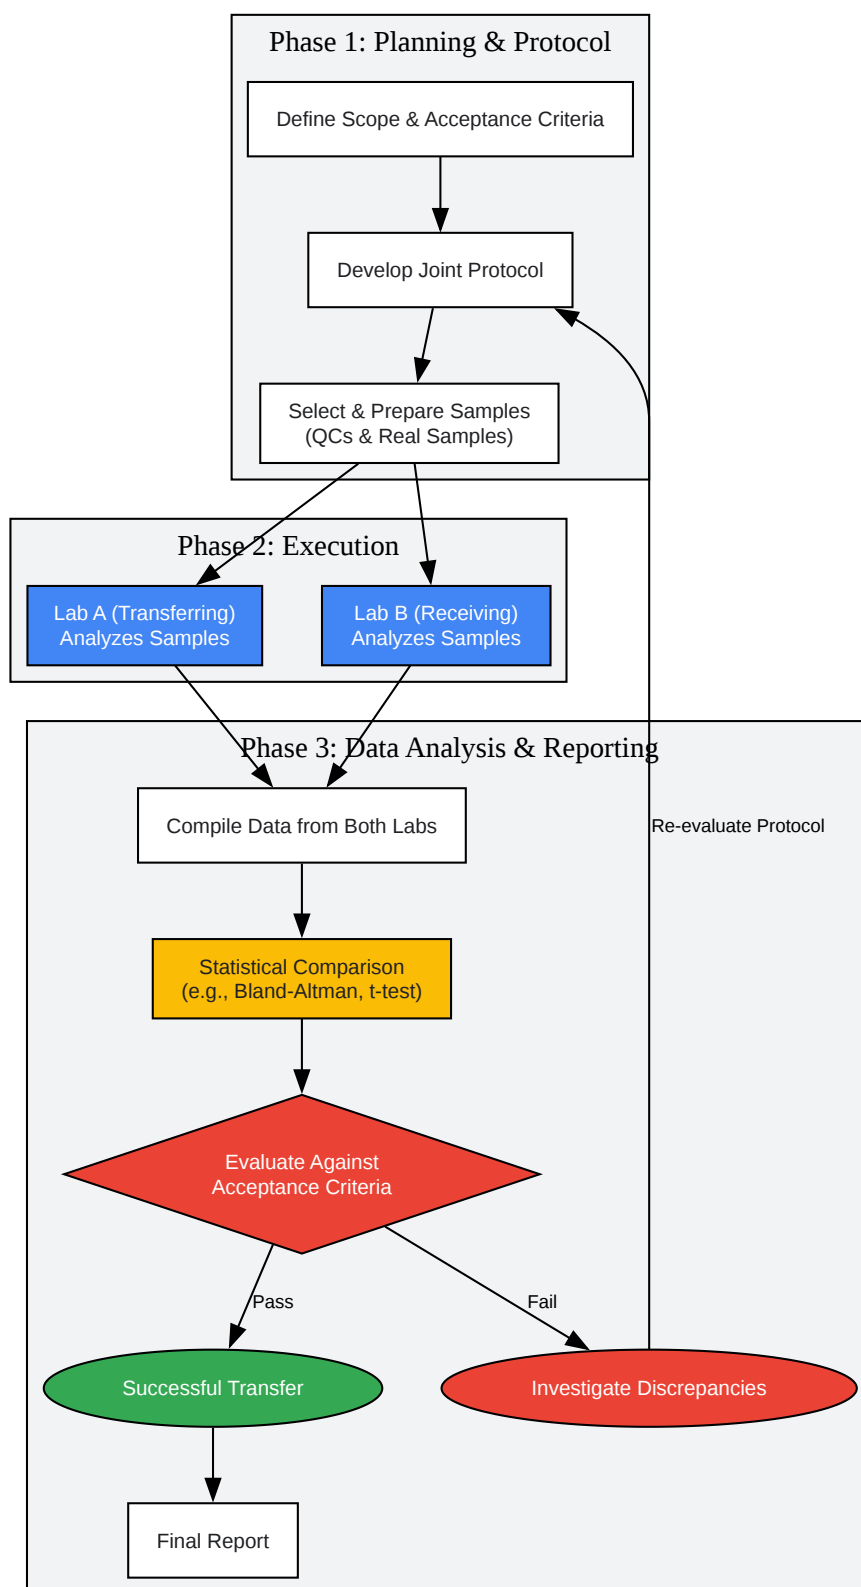 Phase 1: Planning & Protocol
Define Scope & Acceptance Criteria
Develop Joint Protocol
Select & Prepare Samples
(QCs & Real Samples)
Phase 2: Execution
Lab A (Transferring)
Analyzes Samples
Lab B (Receiving)
Analyzes Samples
Phase 3: Data Analysis & Reporting
Compile Data from Both Labs
Re-evaluate Protocol
Statistical Comparison
(e.g., Bland-Altman, t-test)
Evaluate Against
Acceptance Criteria
Pass
Fail
Successful Transfer
Investigate Discrepancies
Final Report